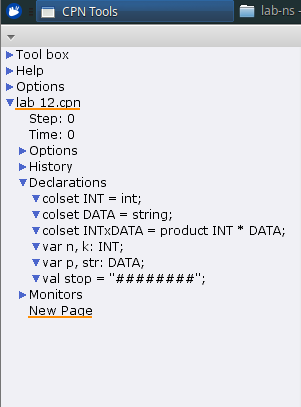 CPN Tools
lab-ns -
Tool box
Help
Options
lab 12.cpn
Step: 0
Time: 0
Options
History
Declarations
colset INT = int;
colset DATA = string;
colset INTxDATA = product INT * DATA;
var n, k: INT;
var p, str: DATA;
val stop = "########";
Monitors
New Page